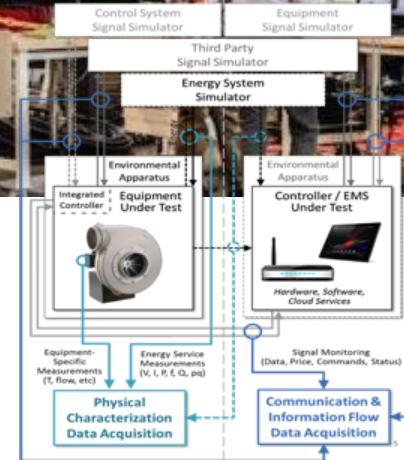 Control System
Signal Simulator
Equipment
Signal Simulator
Third Party
Signal Simulator
Energy System
Simulator
Environmental
Apparatus
Integrated
Controller
Equipment
Under Test
Environmental
Apparatus
Controller / EMS
Under Test
Hardware, Software,
Cloud Services
Equipment-
Specific
Measurements
(T, flow, etc)
Energy Service
Measurements
(V, I, P, f, Q, pq)
Signal Monitoring
(Data, Price, Commands, Status)
Physical
Characterization
Data Acquisition
Communication &
Information Flow
Data Acquisition
5